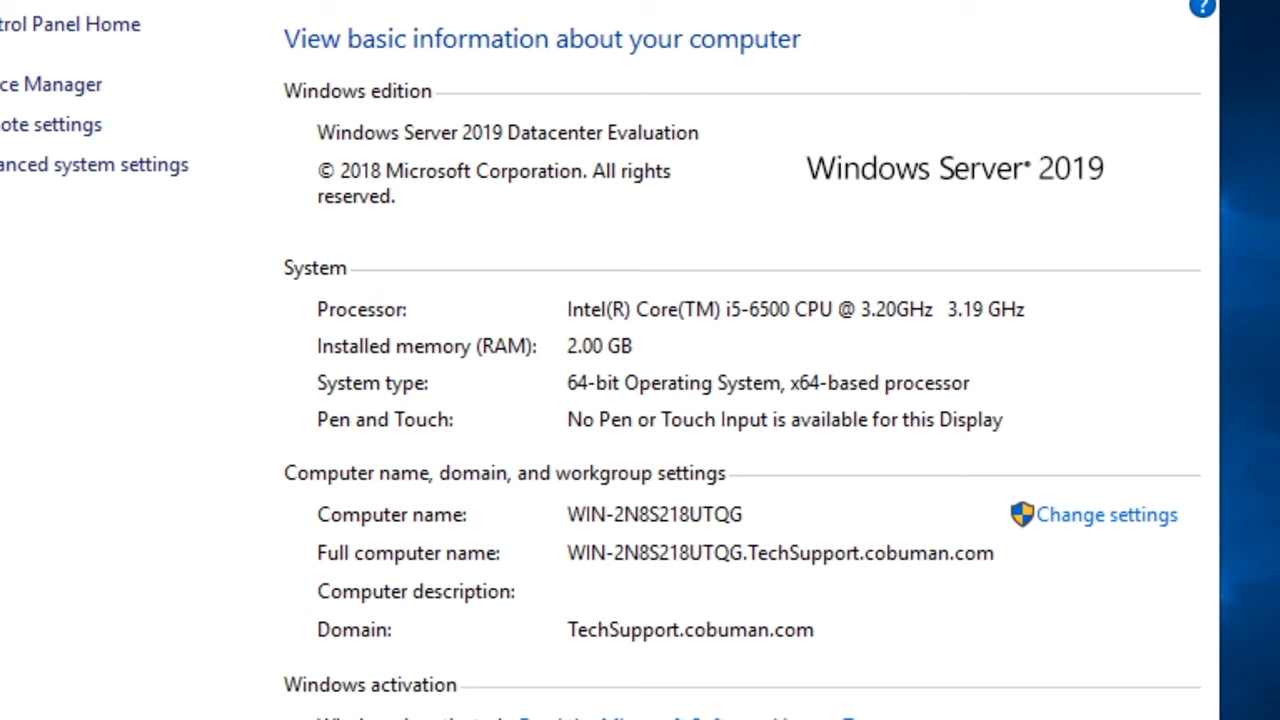 trol Panel Home
?
View basic information about your computer
ce Manager
Windows edition
ote settings
Windows Server 2019 Datacenter Evaluation
anced system settings
© 2018 Microsoft Corporation. All rights
reserved.
Windows Server® 2019
System
Processor: Intel(R) Core(TM) i5-6500 CPU @ 3.20GHz 3.19 GHz
Installed memory (RAM): 2.00 GB
System type: 64-bit Operating System, x64-based processor
Pen and Touch: No Pen or Touch Input is available for this Display
Computer name, domain, and workgroup settings
Computer name: WIN-2N8S218UTQG Change settings
Full computer name: WIN-2N8S218UTQG.TechSupport.cobuman.com
Computer description:
Domain: TechSupport.cobuman.com
Windows activation